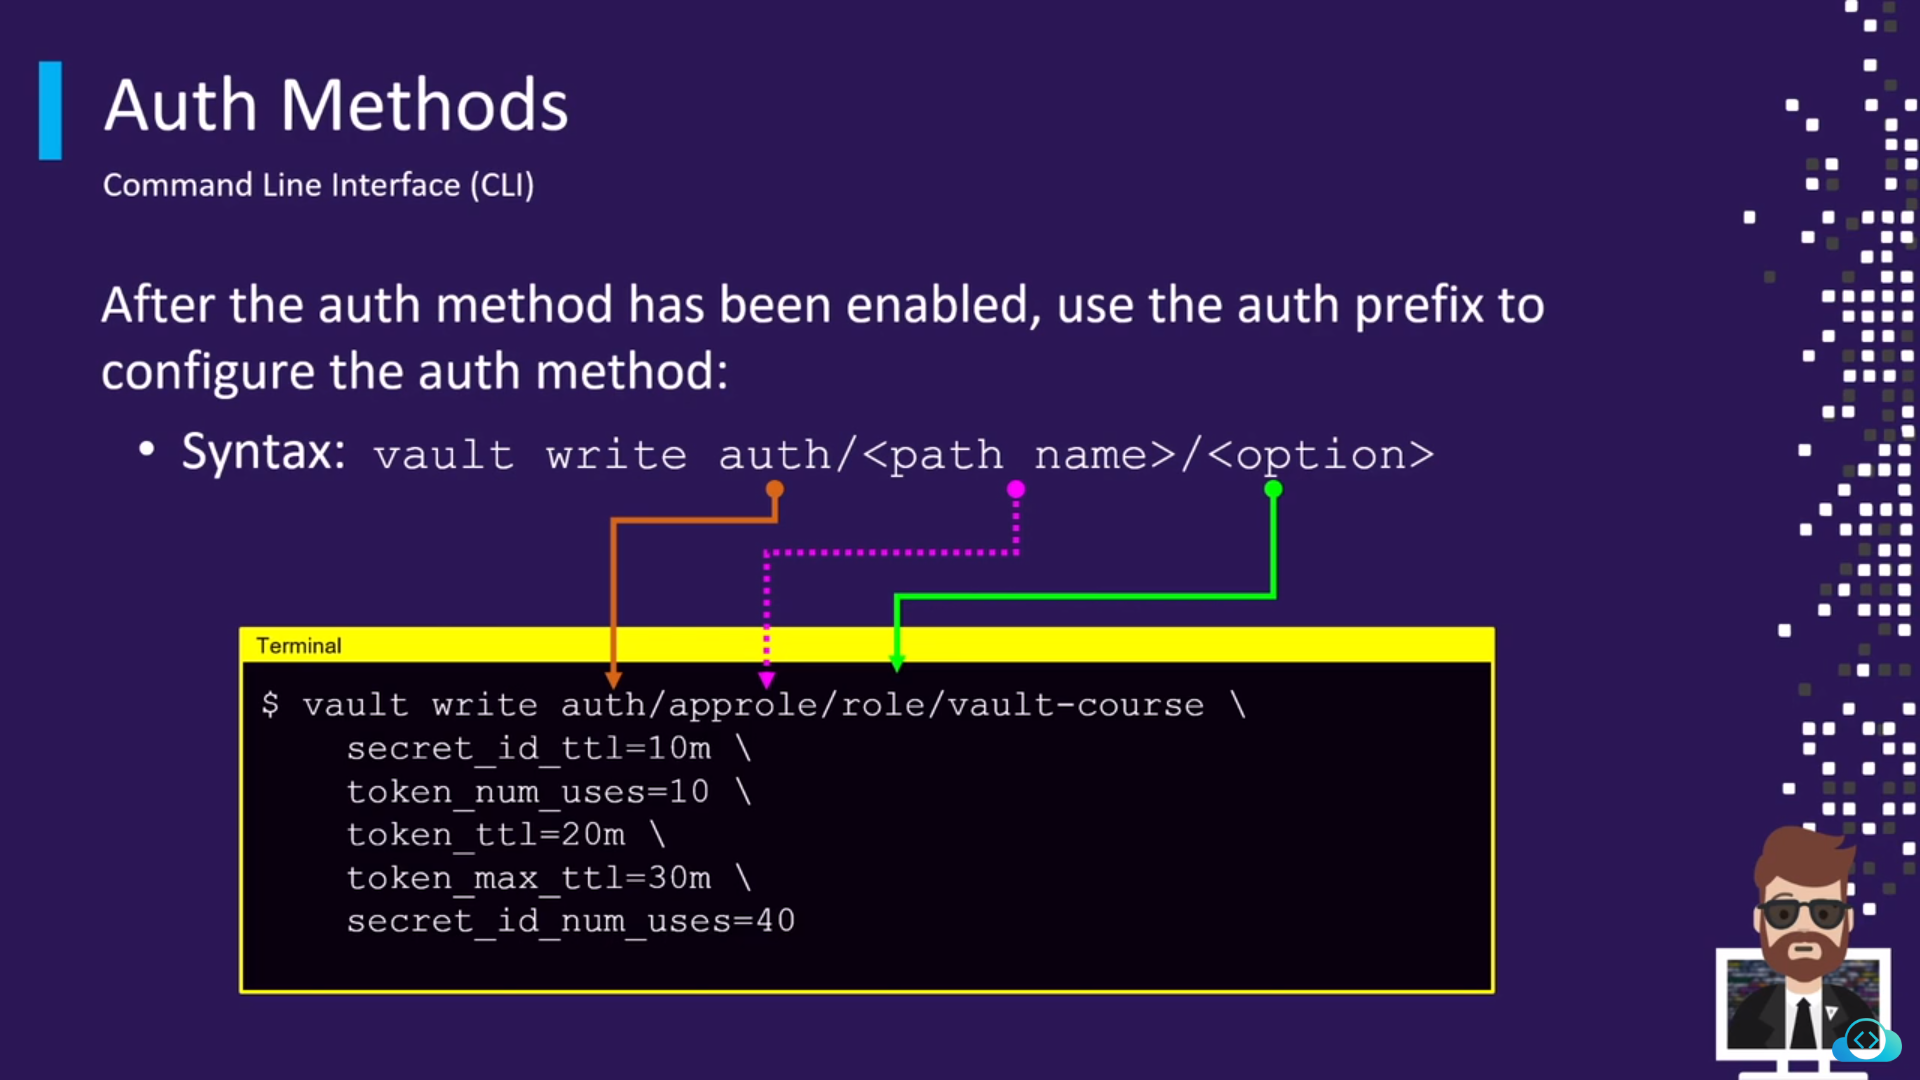 Auth Methods
Command Line Interface (CLI)
After the auth method has been enabled, use the auth prefix to
configure the auth method:
• Syntax: vault write auth/<path name>/<option>
Terminal
$ vault write auth/approle/role/vault-course \
secret_id_ttl=10m \
token_num_uses=10 \
token_ttl=20m \
token_max_ttl=30m \
secret_id_num_uses=40